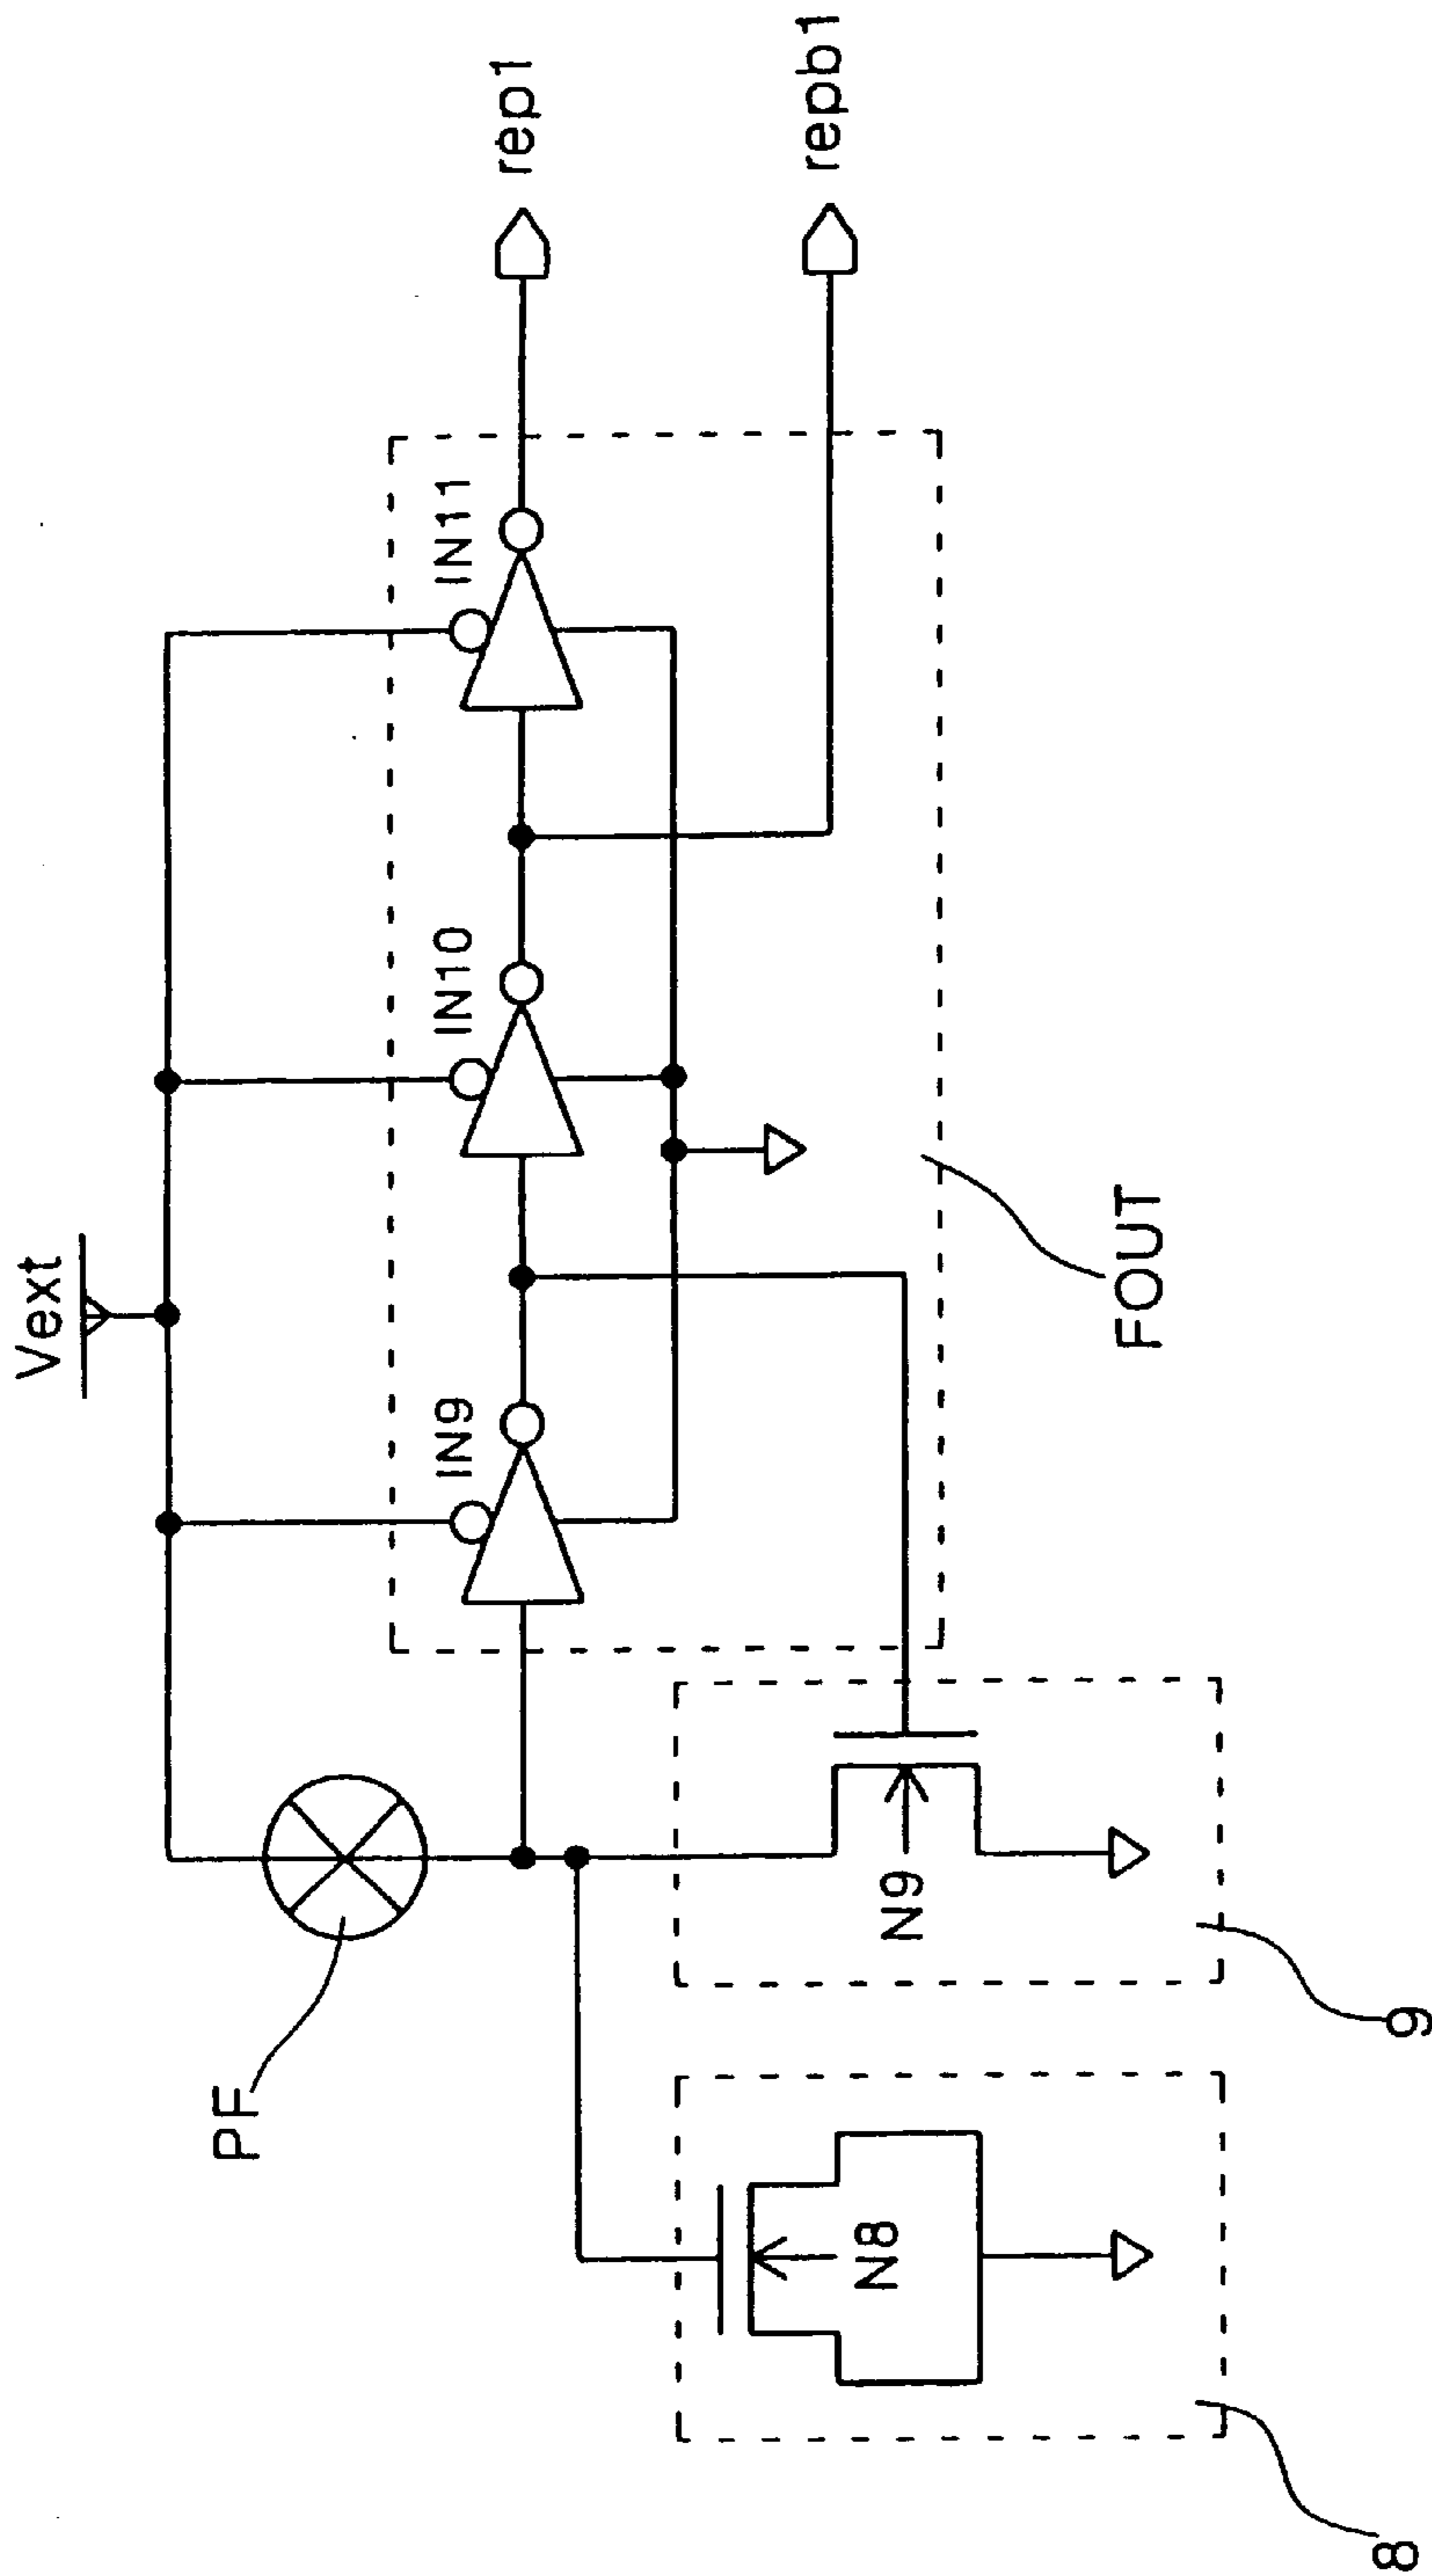 Vext
PF
IN9
IN10
IN11
rep1
repb1
N8
N9
FOUT
8
9